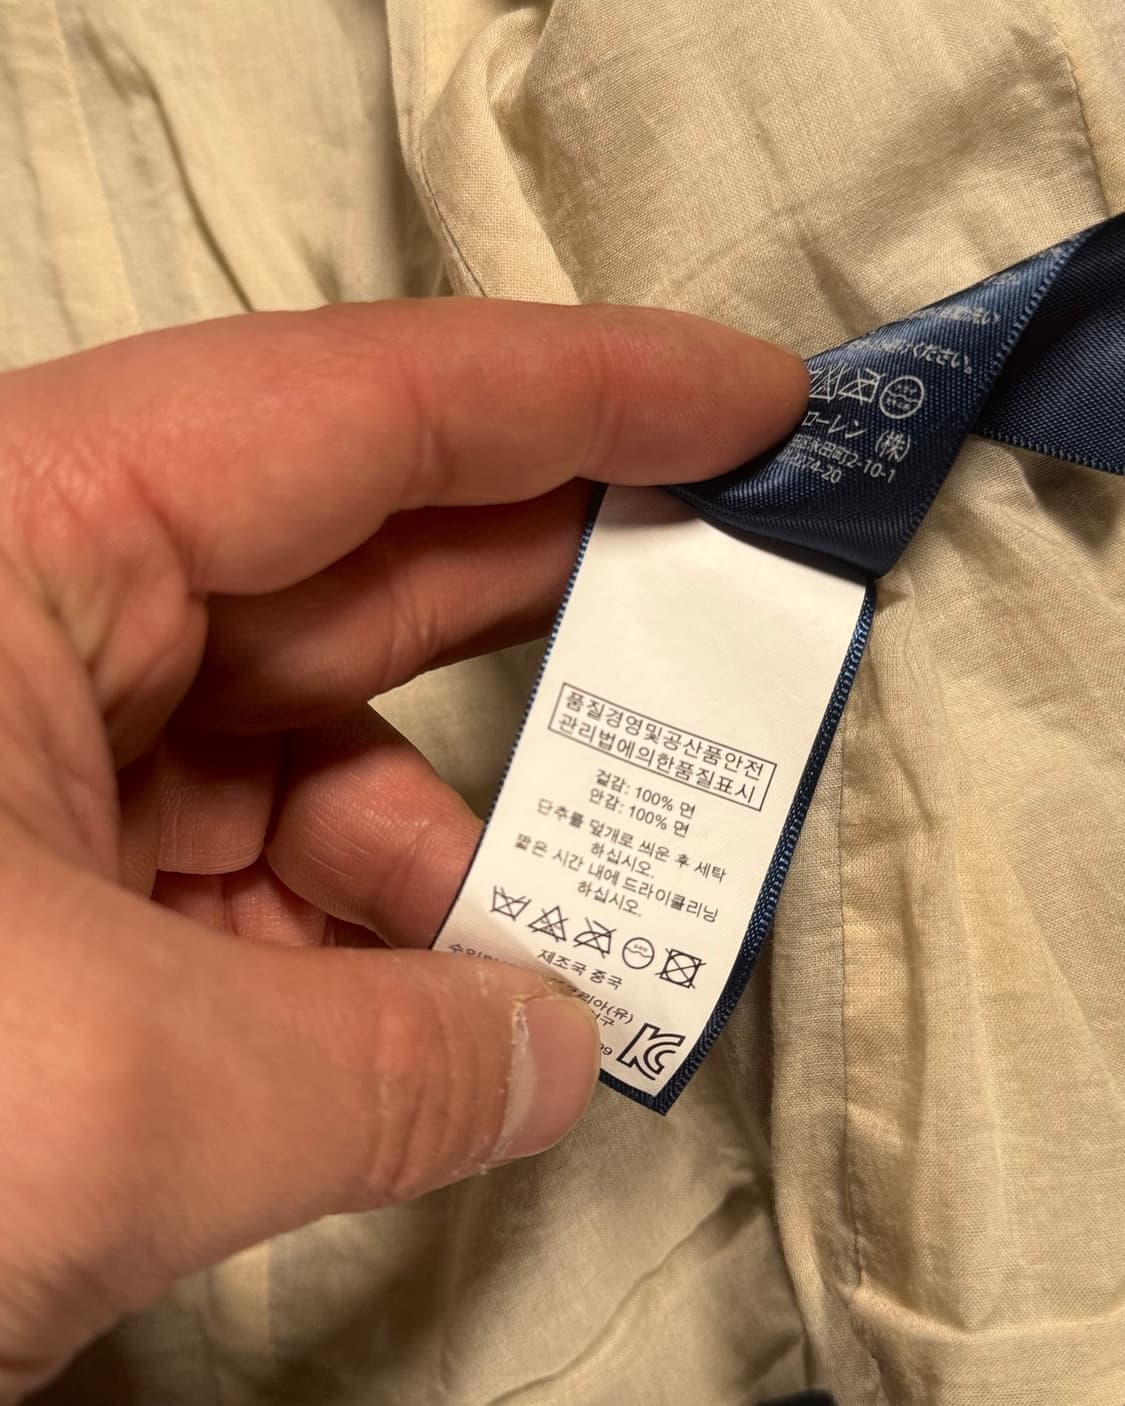 ください。
ローレン (株)
2-10-1
74-20
품질경영및공산품안전
관리법에의한품질표시
겉감: 100% 면
안감: 100% 면
단추를 덮개로 씌운 후 세탁
하십시오.
짧은 시간 내에 드라이클리닝
하십시오.
제조국 중국
리아(유)
09